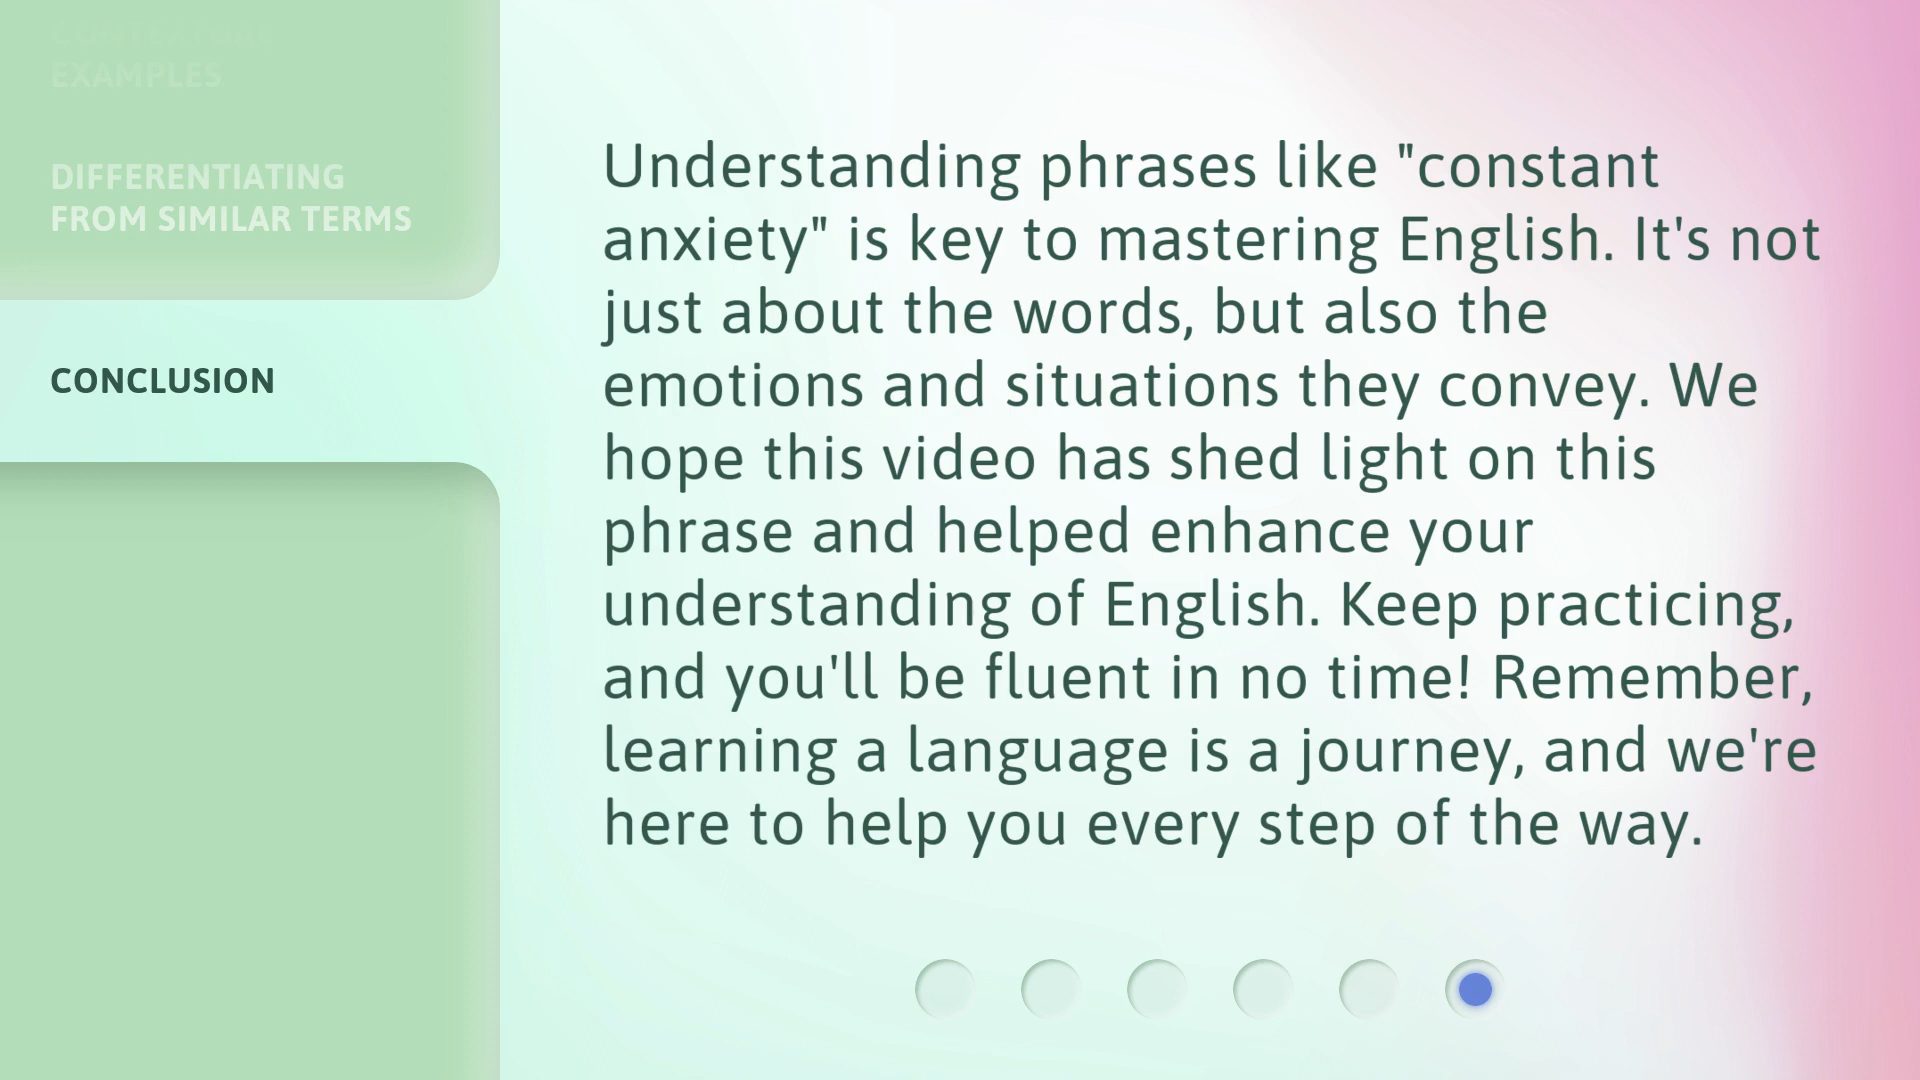 CONTEXTUAL
EXAMPLES
DIFFERENTIATING
FROM SIMILAR TERMS
CONCLUSION
Understanding phrases like "constant
anxiety" is key to mastering English. It's not
just about the words, but also the
emotions and situations they convey. We
hope this video has shed light on this
phrase and helped enhance your
understanding of English. Keep practicing,
and you'll be fluent in no time! Remember,
learning a language is a journey, and we're
here to help you every step of the way.